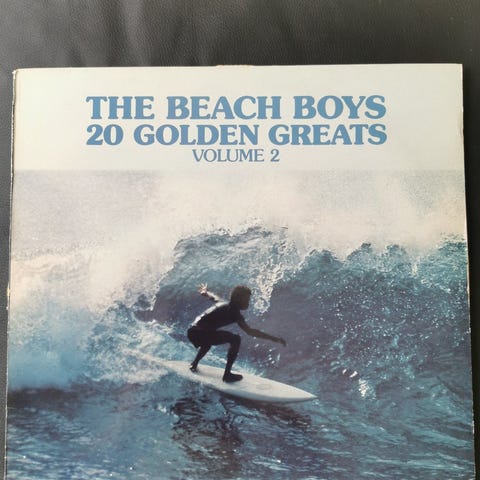 THE BEACH BOYS
20 GOLDEN GREATS
VOLUME 2